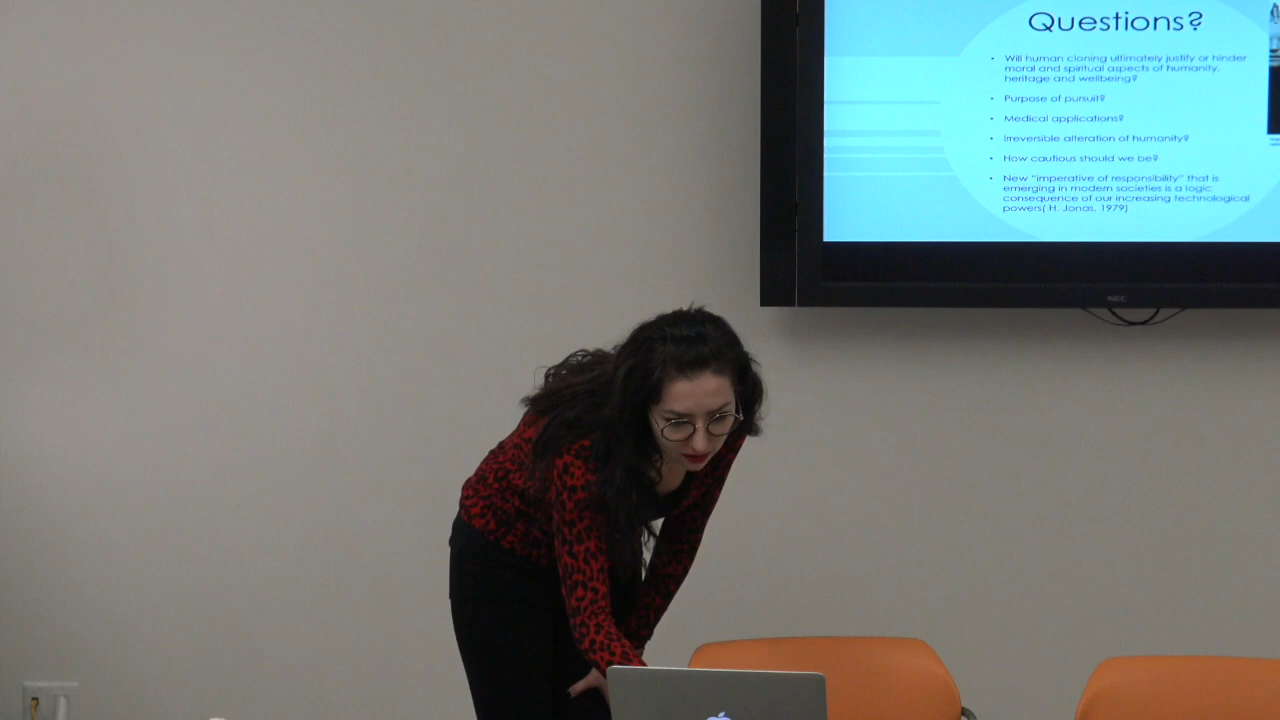 Questions?
• Will human cloning ultimately justify or hinder
moral and spiritual aspects of humanity,
heritage and wellbeing?
• Purpose of pursuit?
• Medical applications?
• Irreversible alteration of humanity?
• How cautious should we be?
• New "imperative of responsibility" that is
emerging in modern societies is a logic
consequence of our increasing technological
powers( H. Jonas, 1979)
NEC